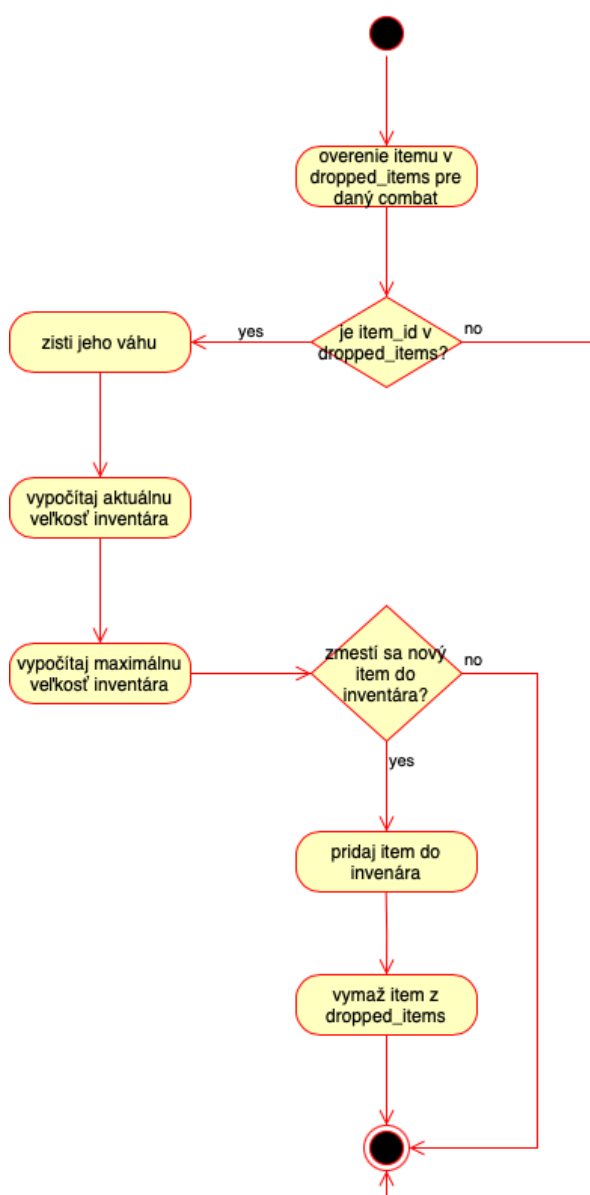 overenie itemu v
dropped_items pre
daný combat
je item_id v
dropped_items?
yes
no
zisti jeho váhu
vypočítaj aktuálnu
veľkosť inventára
vypočítaj maximálnu
veľkosť inventára
zmestí sa nový
item do
inventára?
no
yes
pridaj item do
invenára
vymaž item z
dropped_items